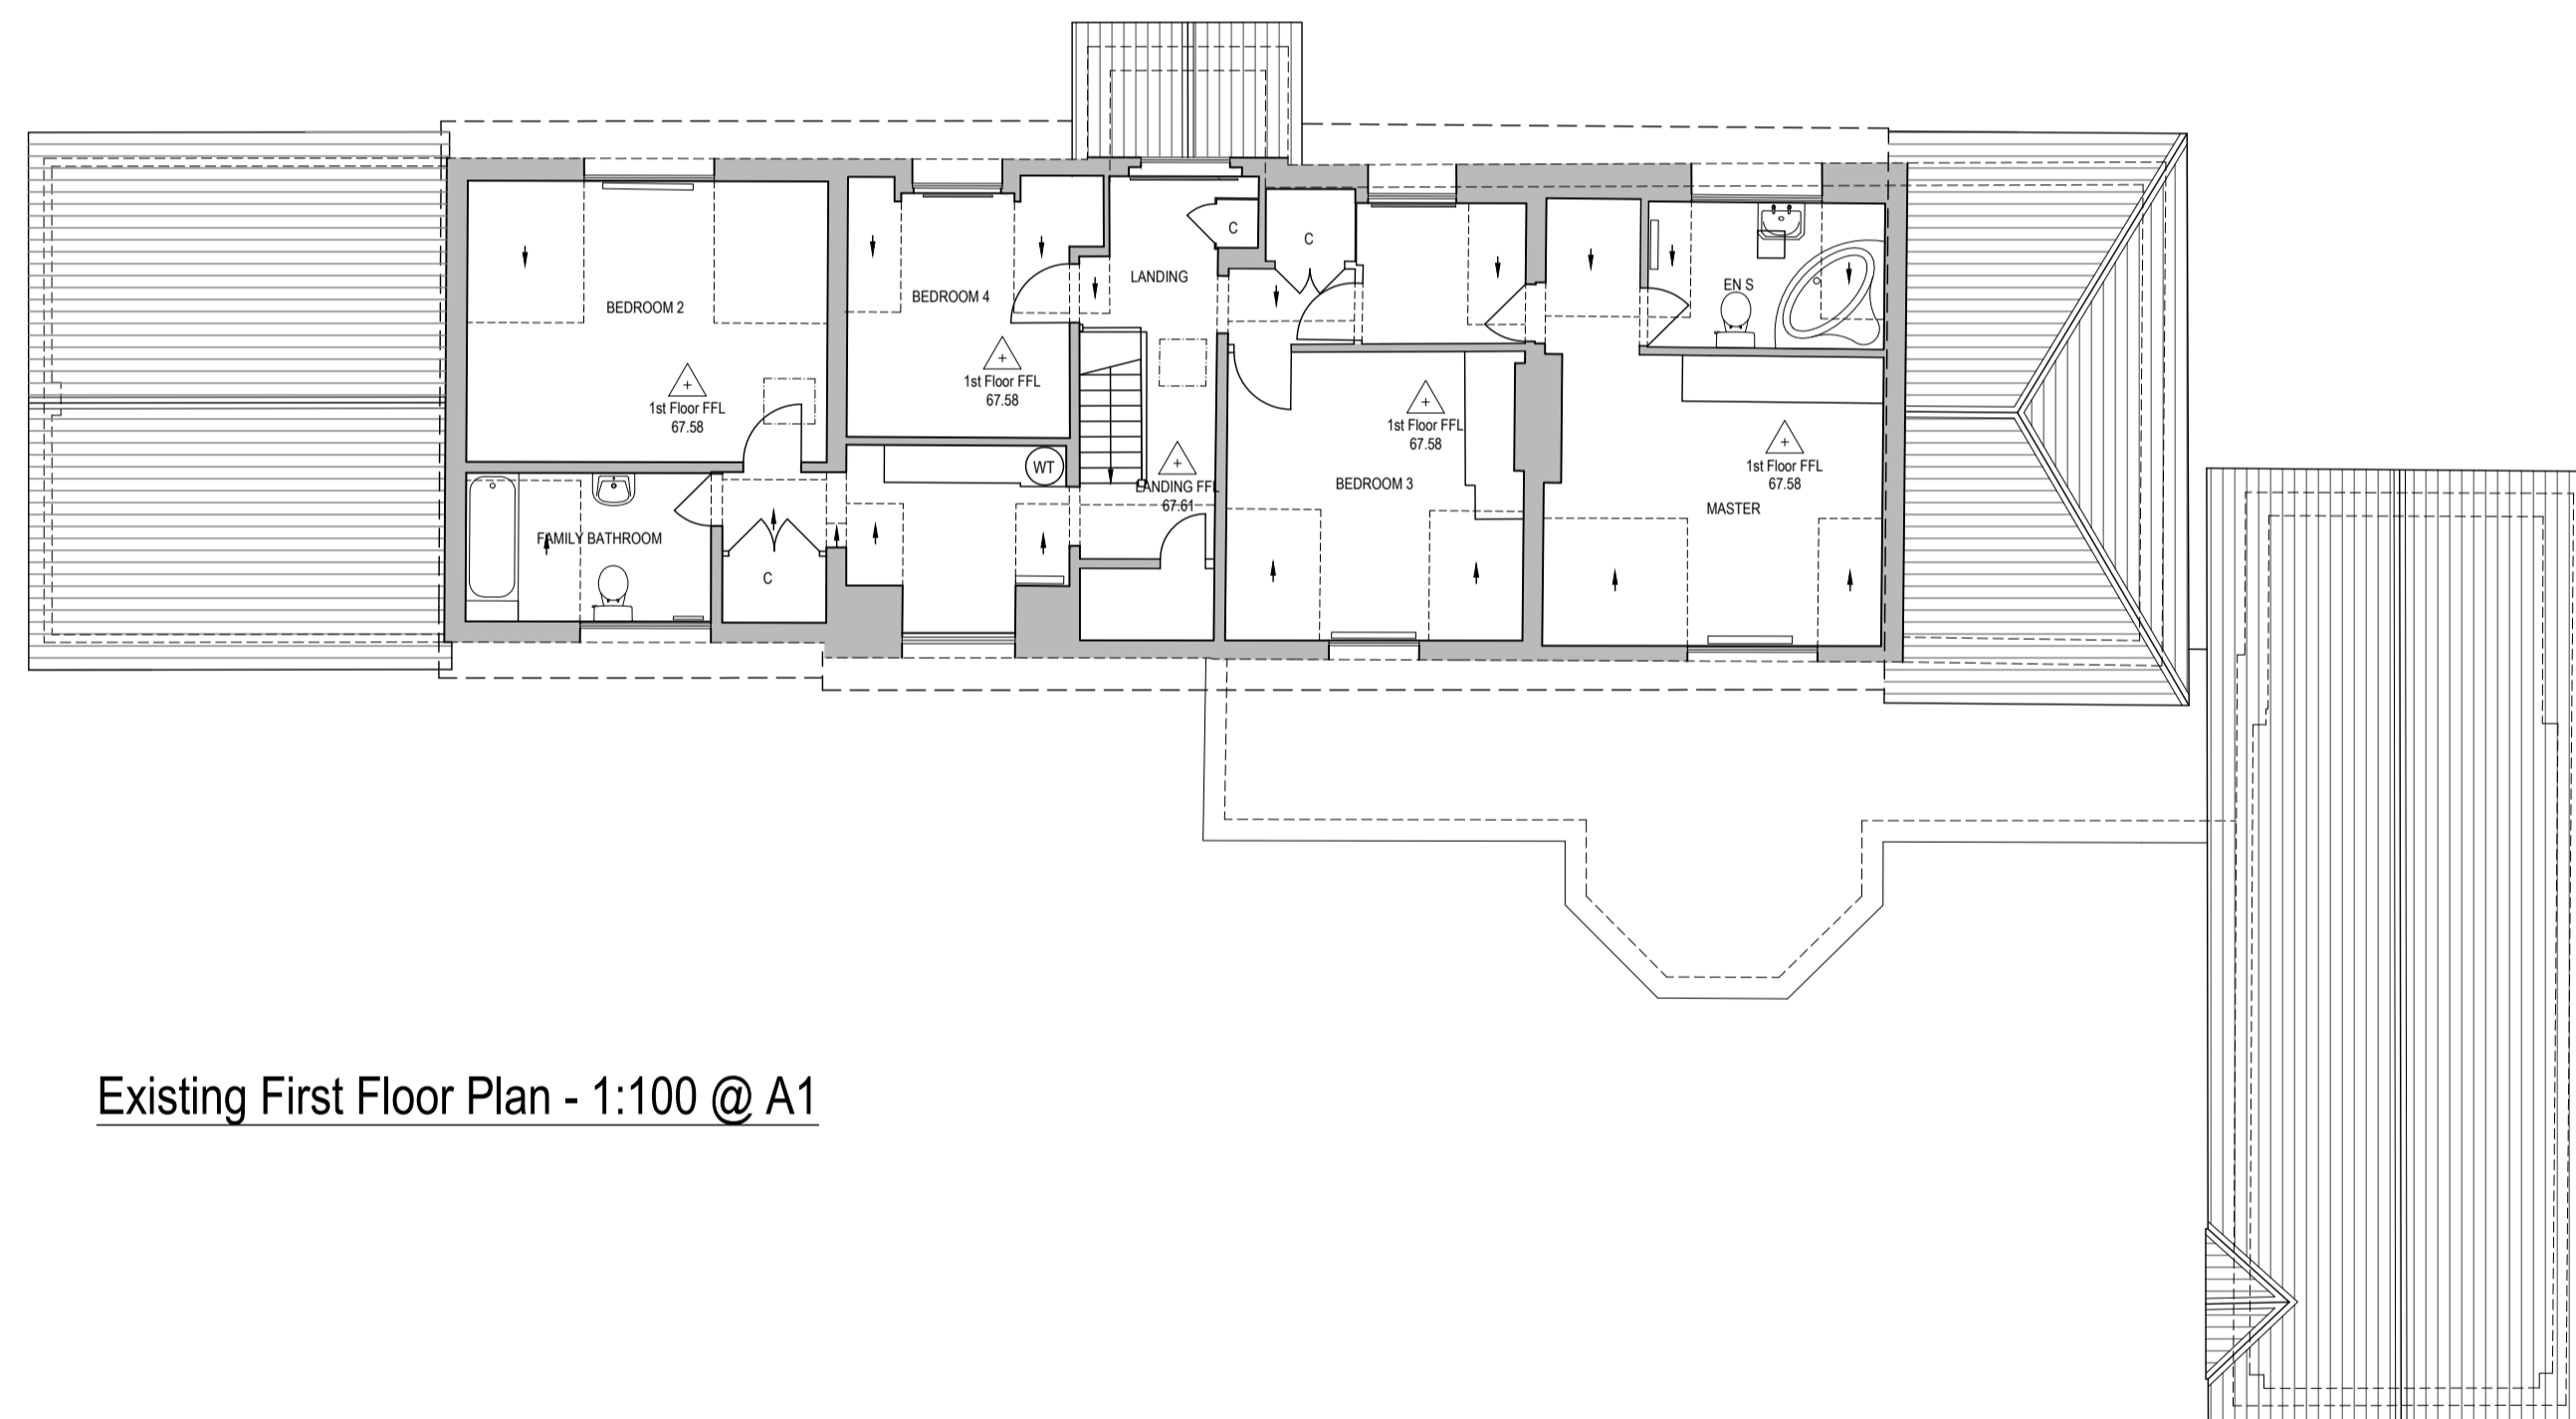 C
C
LANDING
EN S
BEDROOM 4
BEDROOM 2
1st Floor FFL
67.58
1st Floor FFL
67.58
1st Floor FFL
67.58
1st Floor FFL
67.58
WT
LANDING FFL
67.61
BEDROOM 3
MASTER
FAMILY BATHROOM
C
Existing First Floor Plan - 1:100 @ A1